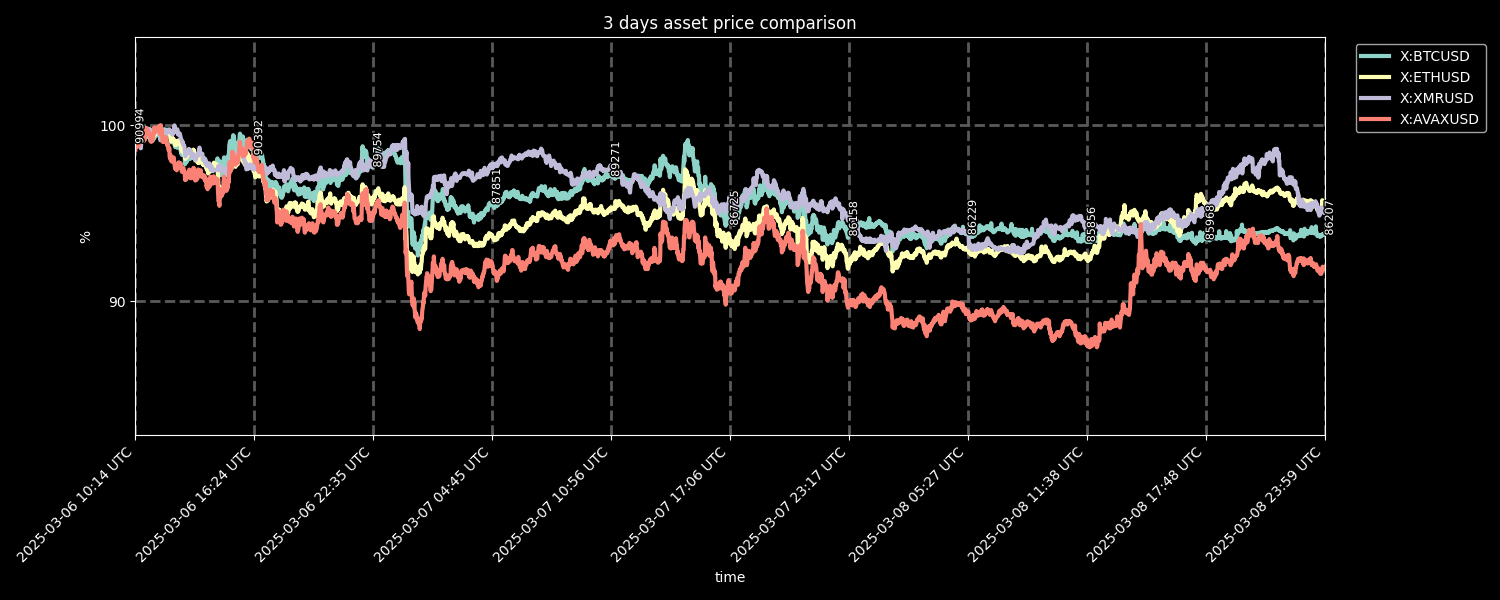 3 days asset price comparison
X:BTCUSD
X:ETHUSD
X:XMRUSD
X:AVAXUSD
100
90
%
90994
90392
89754
87851
89271
86725
86158
86229
85856
85968
86207
2025-03-06 10:14 UTC
2025-03-06 16:24 UTC
2025-03-06 22:35 UTC
2025-03-07 04:45 UTC
2025-03-07 10:56 UTC
2025-03-07 17:06 UTC
2025-03-07 23:17 UTC
2025-03-08 05:27 UTC
2025-03-08 11:38 UTC
2025-03-08 17:48 UTC
2025-03-08 23:59 UTC
time